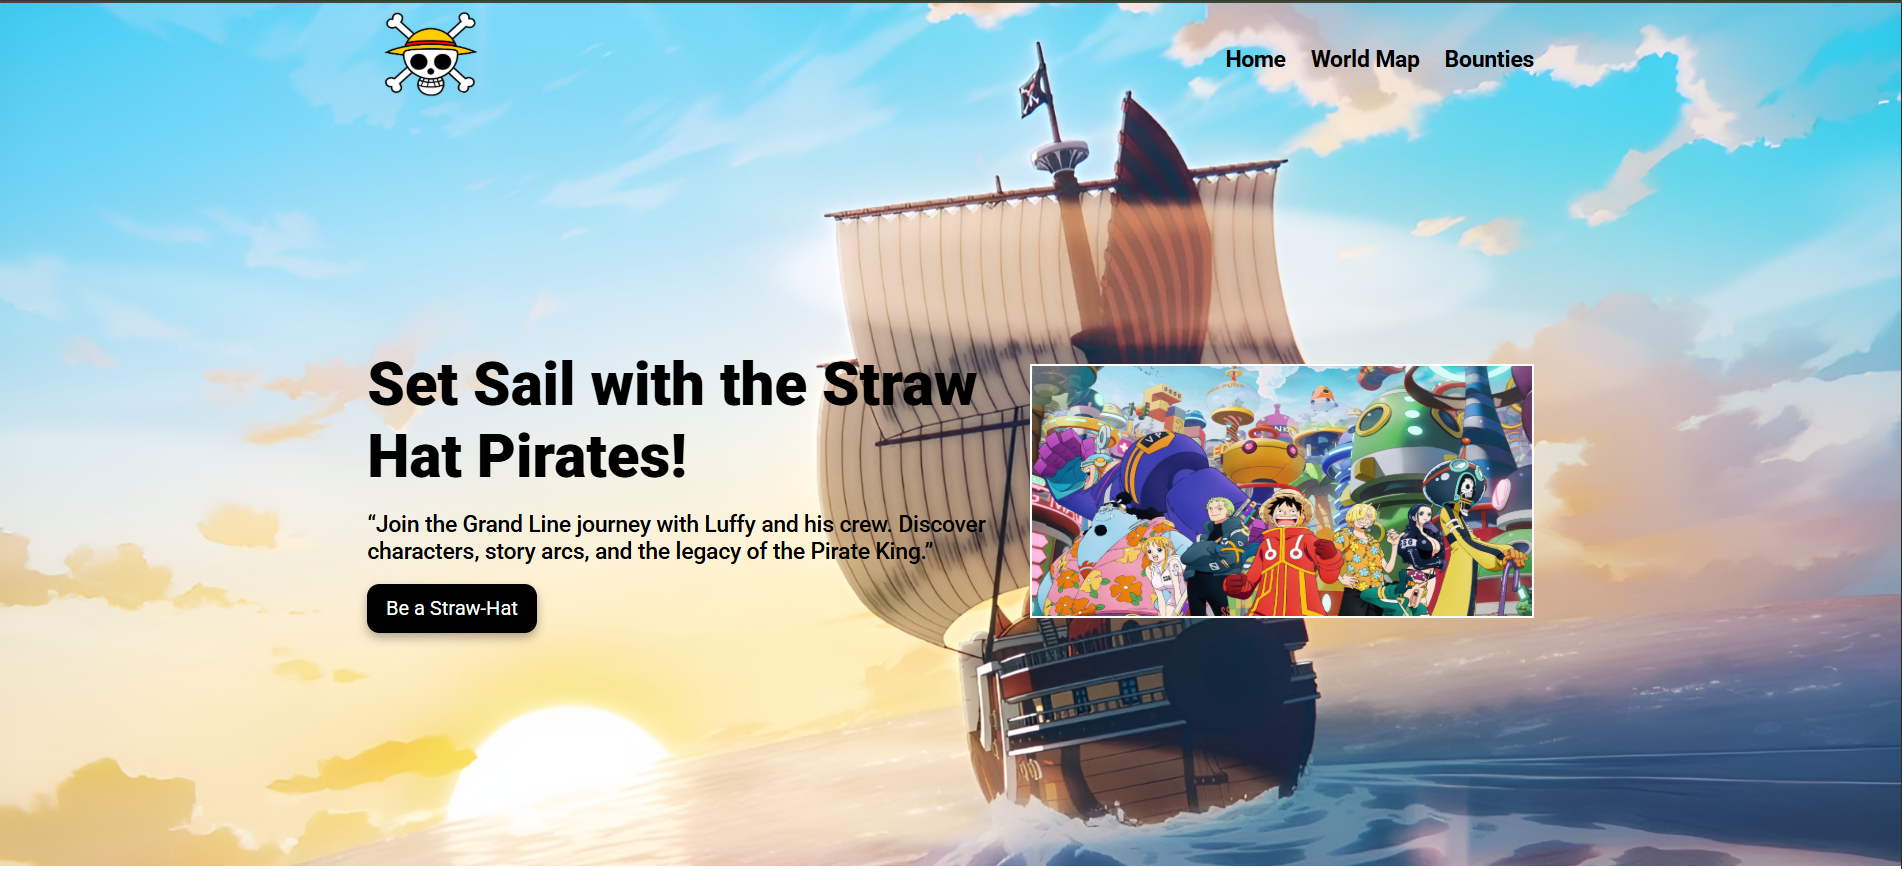 Home World Map Bounties
Set Sail with the Straw
Hat Pirates!
“Join the Grand Line journey with Luffy and his crew. Discover
characters, story arcs, and the legacy of the Pirate King.”
Be a Straw-Hat